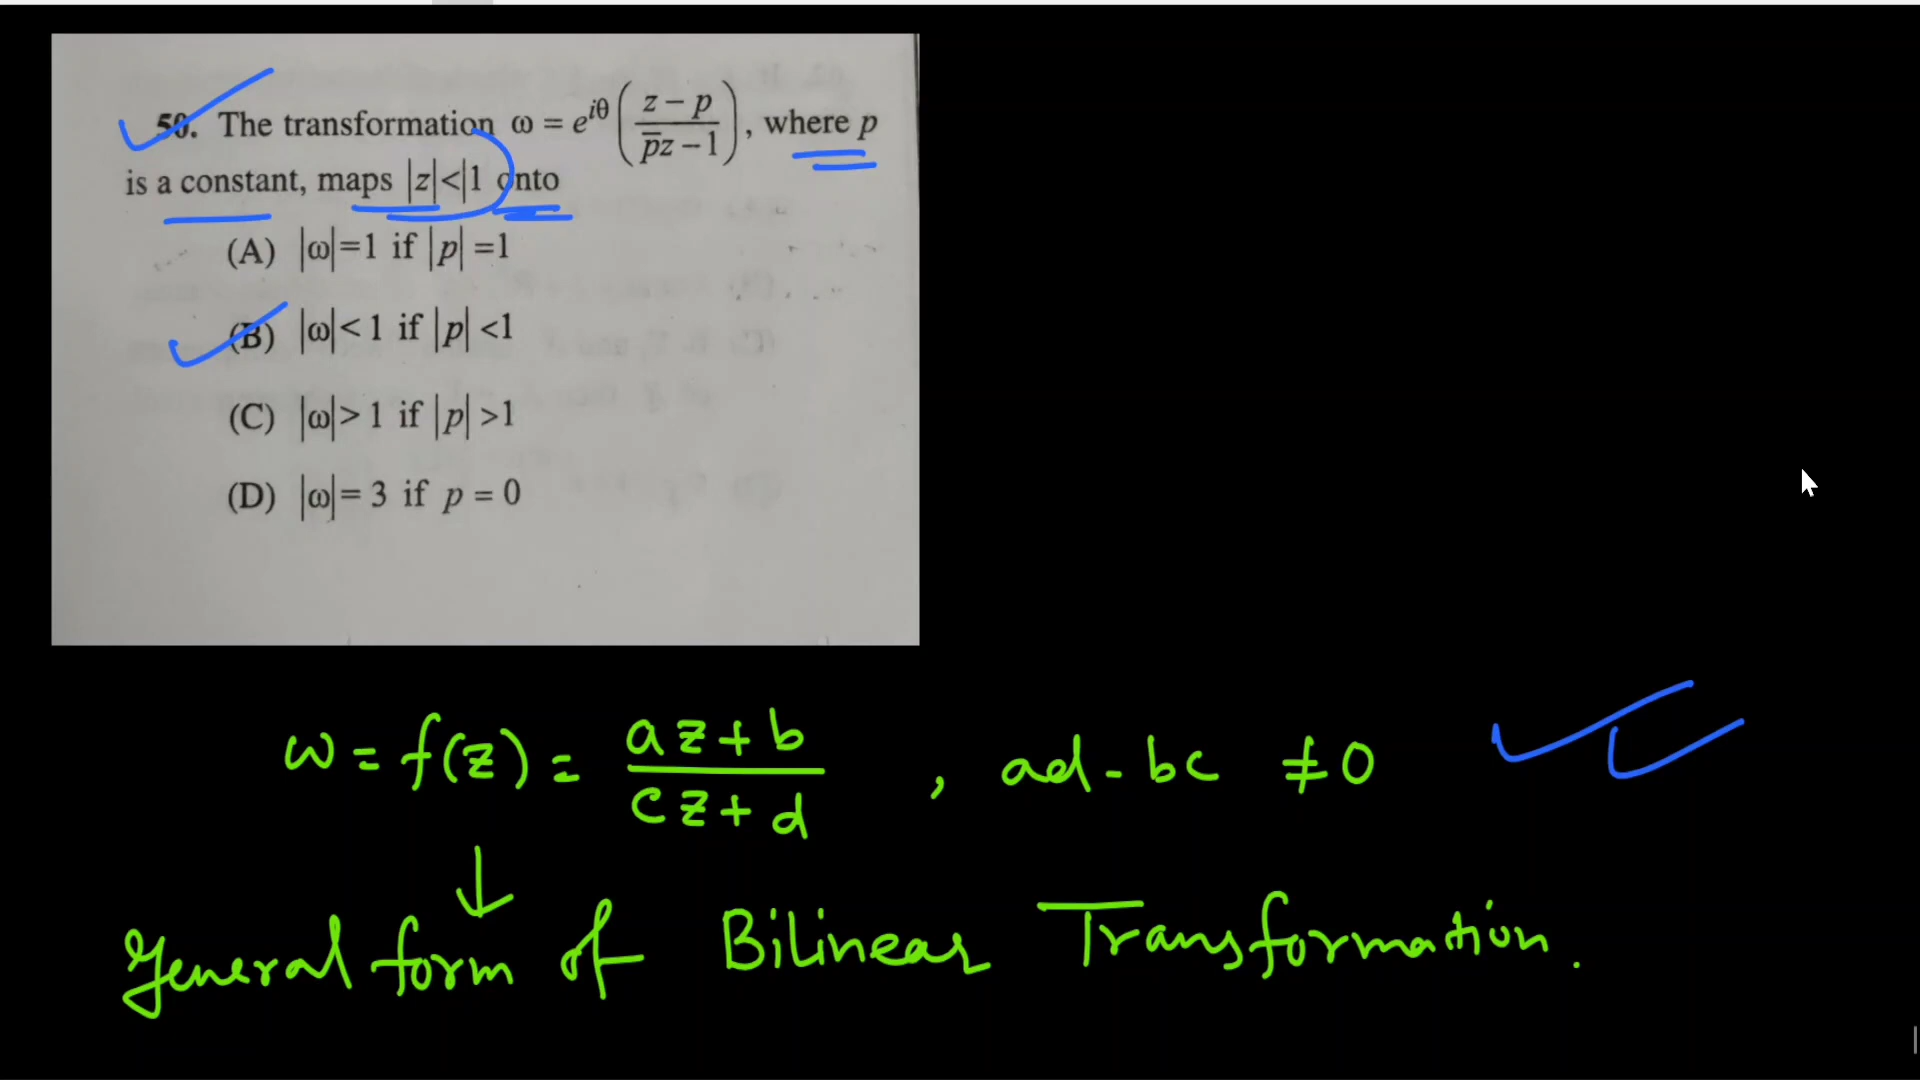 50. The transformation ω = e^{iθ} ( (z – p) / (p̅z – 1) ), where p
is a constant, maps |z|<|1 onto
(A) |ω|=1 if |p| =1
(B) |ω|< 1 if |p| <1
(C) |ω|> 1 if |p| >1
(D) |ω|= 3 if p = 0
ω = f(z) = (az+b) / (cz+d) , ad - bc ≠ 0
↓
General form of Bilinear Transformation.